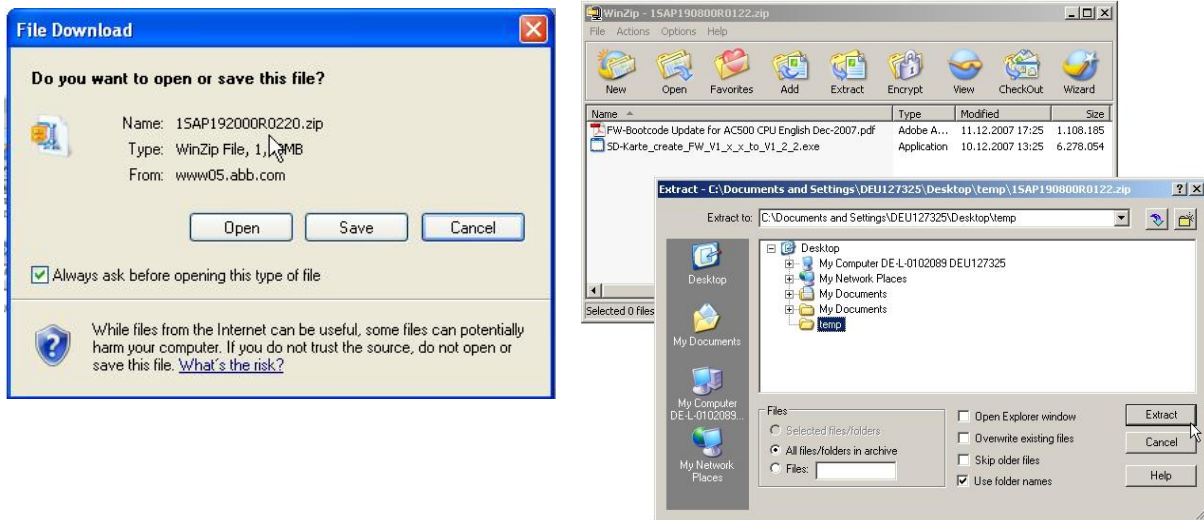 File Download
Do you want to open or save this file?
Name: 1SAP192000R0220.zip
Type: WinZip File, 1, 9MB
From: www05.abb.com
Open Save Cancel
Always ask before opening this type of file
While files from the Internet can be useful, some files can potentially
harm your computer. If you do not trust the source, do not open or
save this file. What's the risk?
WinZip - 1SAP190800R0122.zip
File Actions Options Help
New Open Favorites Add Extract Encrypt View CheckOut Wizard
Name Type Modified Size
FW-Bootcode Update for AC500 CPU English Dec-2007.pdf Adobe A... 11.12.2007 17:25 1.108.185
SD-Karte_create_FW_V1_x_x_to_V1_2_2.exe Application 10.12.2007 13:25 6.278.054
Selected 0 files
Extract - C:\Documents and Settings\DEU127325\Desktop\temp\1SAP190800R0122.zip
Extract to: C:\Documents and Settings\DEU127325\Desktop\temp
Desktop
My Documents
My Computer
DE-L-0102089...
My Network
Places
Desktop
My Computer DE-L-0102089 DEU127325
My Network Places
My Documents
My Documents
temp
Files
Selected files/folders
All files/folders in archive
Files:
Open Explorer window
Overwrite existing files
Skip older files
Use folder names
Extract
Cancel
Help